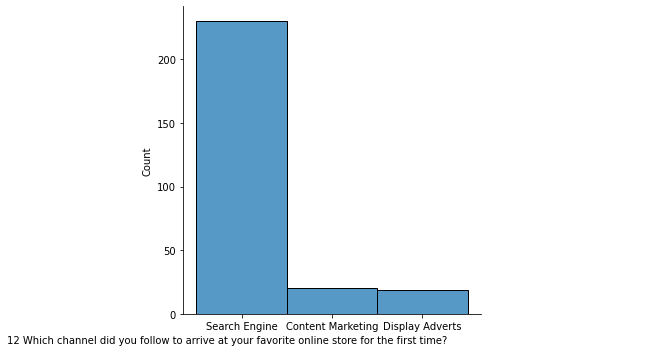 200
150
100
50
0
Count
Search Engine Content Marketing Display Adverts
12 Which channel did you follow to arrive at your favorite online store for the first time?